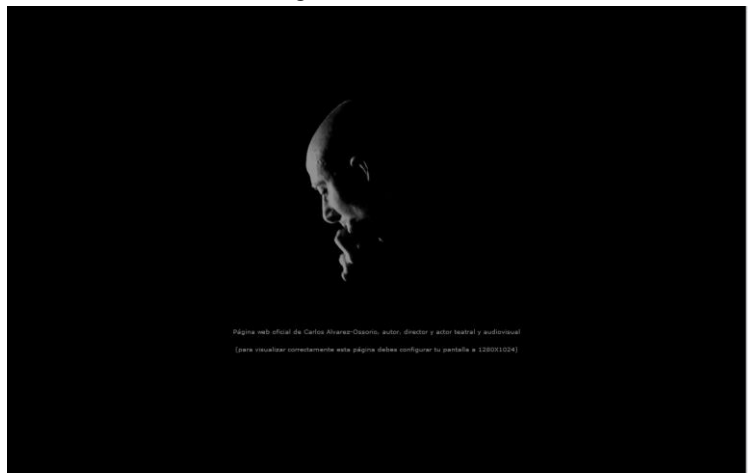 Página web oficial de Carlos Alvarez-Ossorio, autor, director y actor teatral y audiovisual
(para visualizar correctamente esta página debes configurar tu pantalla a 1280X1024)